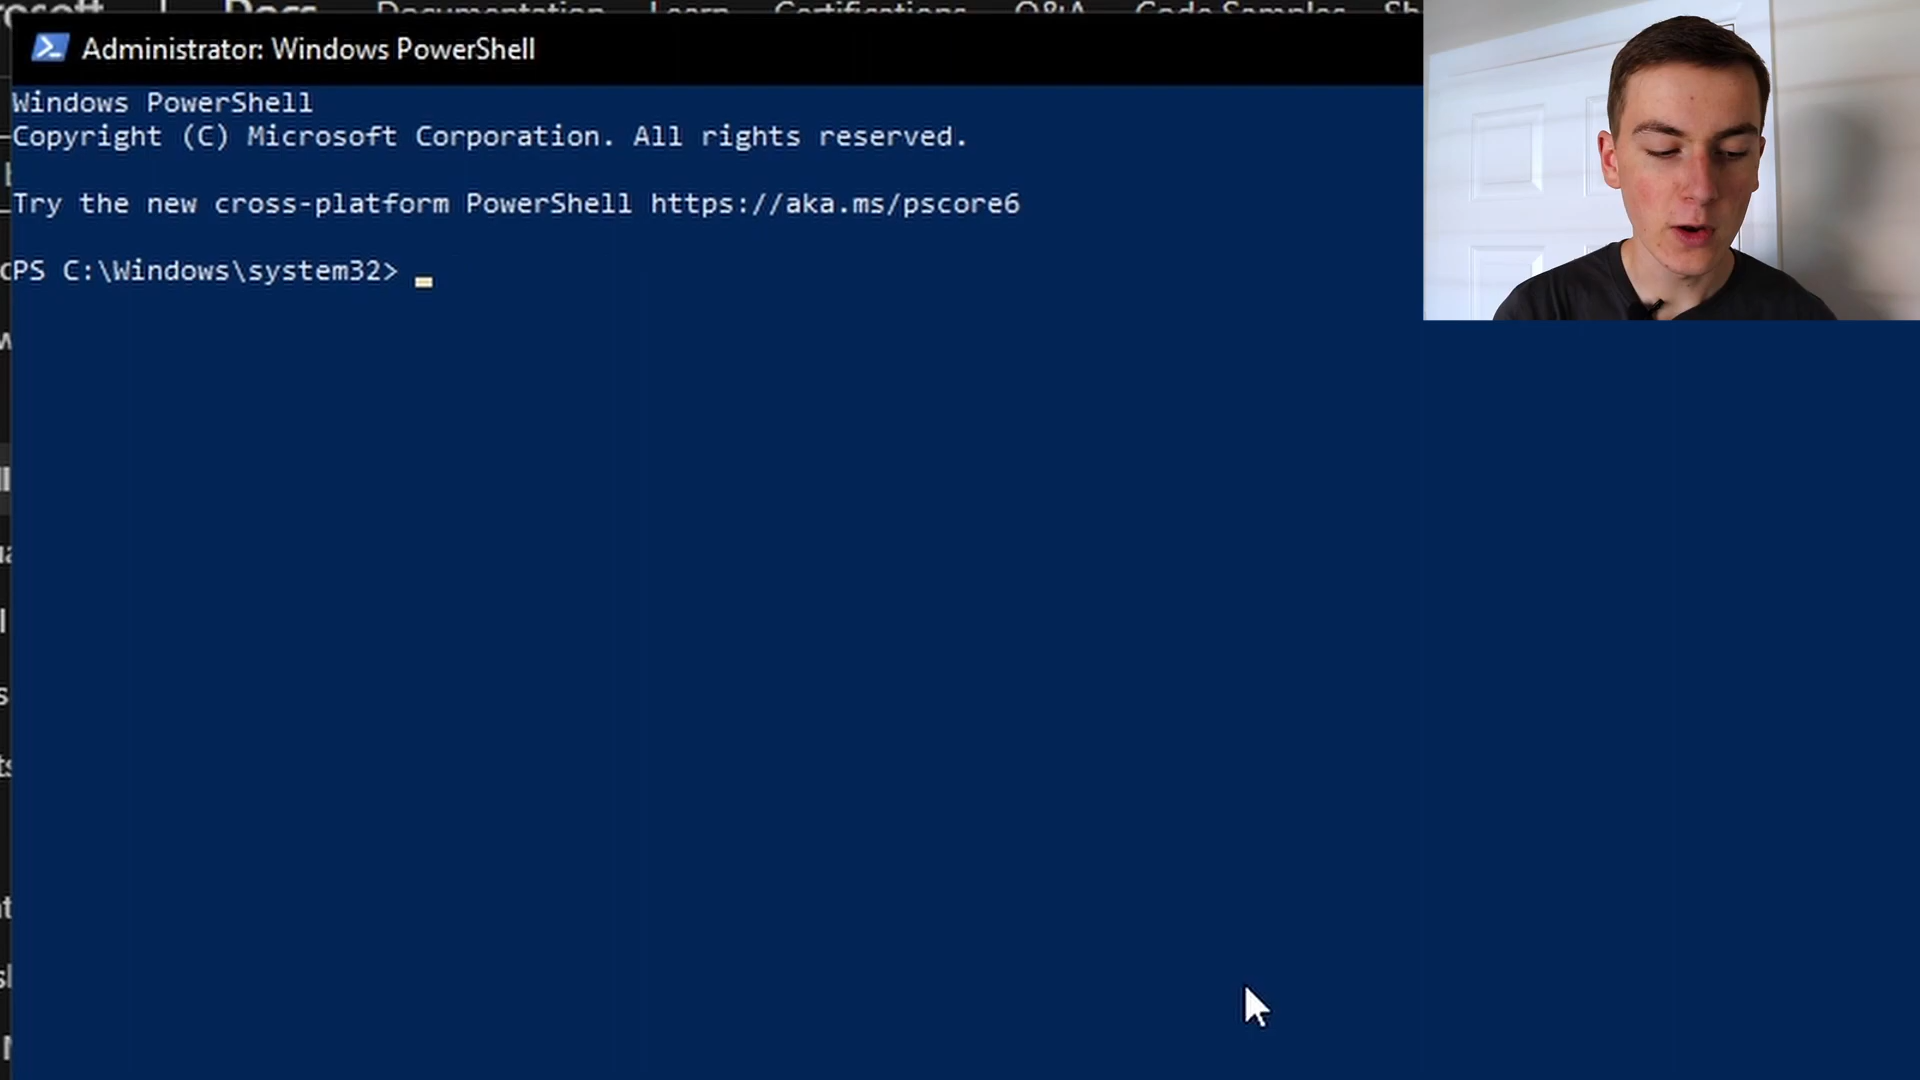 Docs Documentation Learn Certifications Q&A Code Samples
Administrator: Windows PowerShell
Windows PowerShell
Copyright (C) Microsoft Corporation. All rights reserved.
Try the new cross-platform PowerShell https://aka.ms/pscore6
PS C:\Windows\system32>